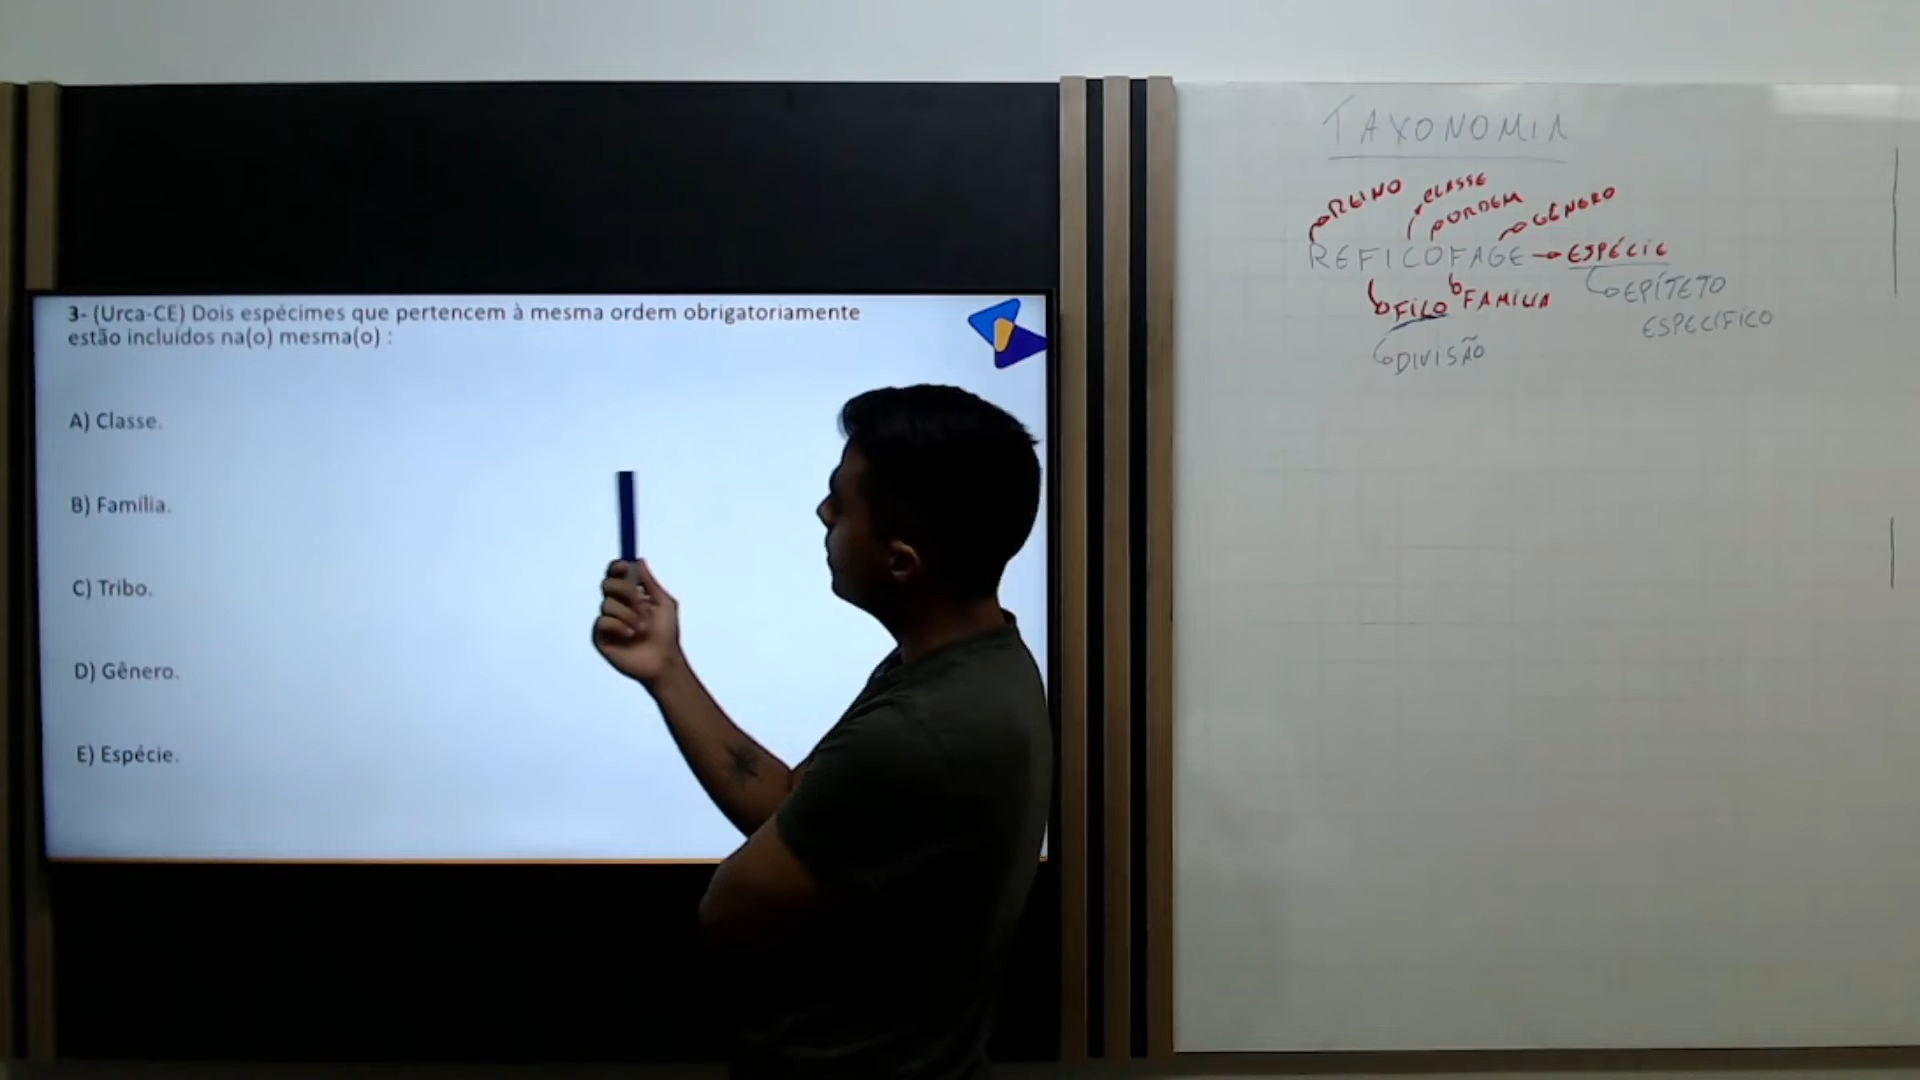 3- (Urca-CE) Dois espécimes que pertencem à mesma ordem obrigatoriamente
estão incluídos na(o) mesma(o) :
A) Classe.
B) Família.
C) Tribo.
D) Gênero.
E) Espécie.
TAXONOMIA
REINO
CLASSE
ORDEM
GÊNERO
REFICOFAGE → ESPÉCIE
FILO
FAMÍLIA
EPÍTETO
ESPECÍFICO
DIVISÃO